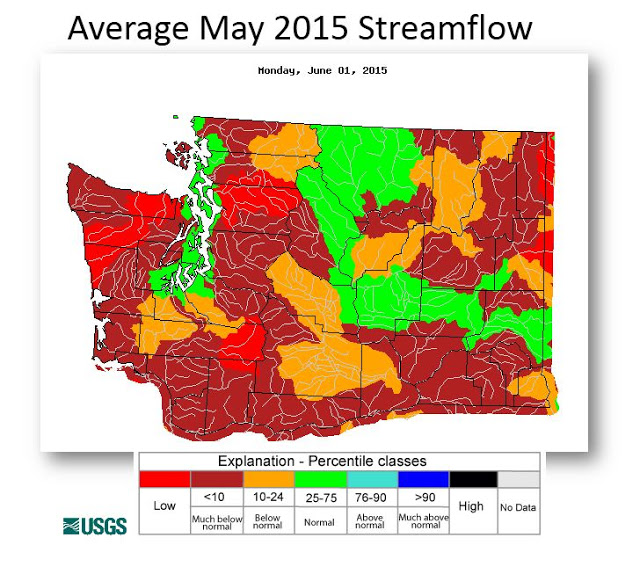 Average May 2015 Streamflow
Monday, June 01, 2015
Explanation - Percentile classes
Low
<10
10-24
25-75
76-90
>90
High
No Data
Much below normal
Below normal
Normal
Above normal
Much above normal
USGS